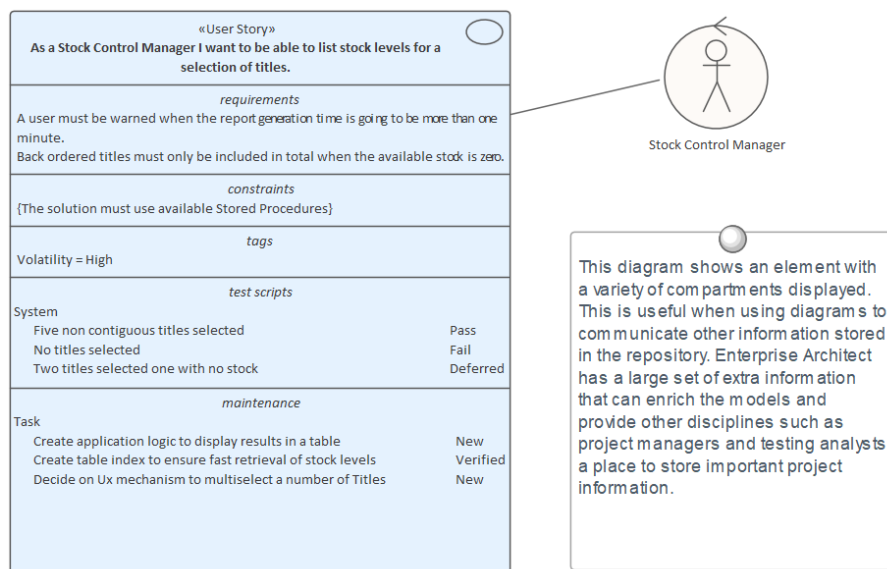 «User Story»
As a Stock Control Manager I want to be able to list stock levels for a
selection of titles.
requirements
A user must be warned when the report generation time is going to be more than one
minute.
Back ordered titles must only be included in total when the available stock is zero.
constraints
{The solution must use available Stored Procedures}
tags
Volatility = High
test scripts
System
Five non contiguous titles selected Pass
No titles selected Fail
Two titles selected one with no stock Deferred
maintenance
Task
Create application logic to display results in a table New
Create table index to ensure fast retrieval of stock levels Verified
Decide on Ux mechanism to multiselect a number of Titles New
Stock Control Manager
This diagram shows an element with
a variety of compartments displayed.
This is useful when using diagrams to
communicate other information stored
in the repository. Enterprise Architect
has a large set of extra information
that can enrich the models and
provide other disciplines such as
project managers and testing analysts
a place to store important project
information.